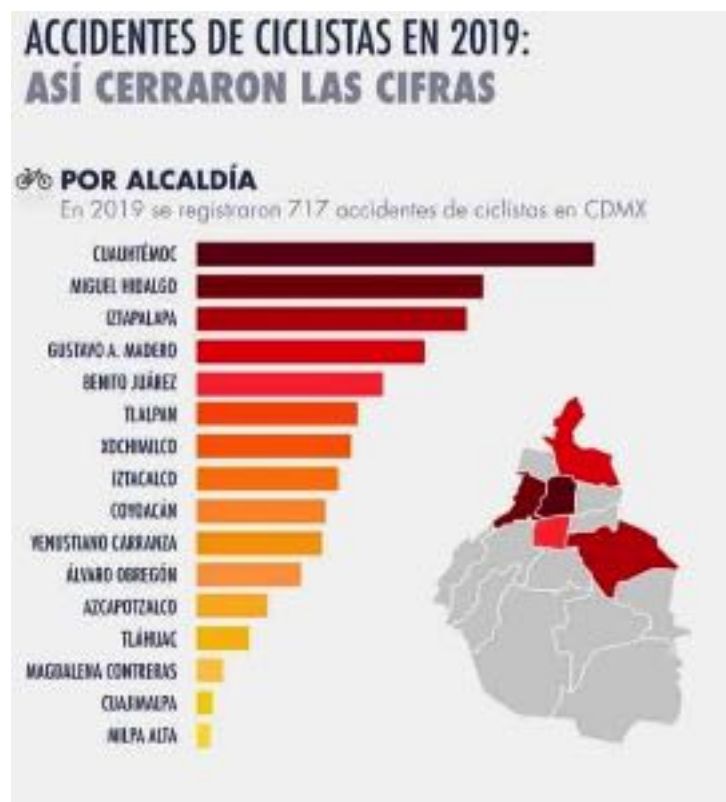 ACCIDENTES DE CICLISTAS EN 2019:
ASÍ CERRARON LAS CIFRAS
POR ALCALDÍA
En 2019 se registraron 717 accidentes de ciclistas en CDMX
CUAUHTÉMOC
MIGUEL HIDALGO
IZTAPALAPA
GUSTAVO A. MADERO
BENITO JUÁREZ
TLALPAN
XOCHIMILCO
IZTACALCO
COYOACÁN
VENUSTIANO CARRANZA
ÁLVARO OBREGÓN
AZCAPOTZALCO
TLÁHUAC
MAGDALENA CONTRERAS
CUAJIMALPA
MILPA ALTA